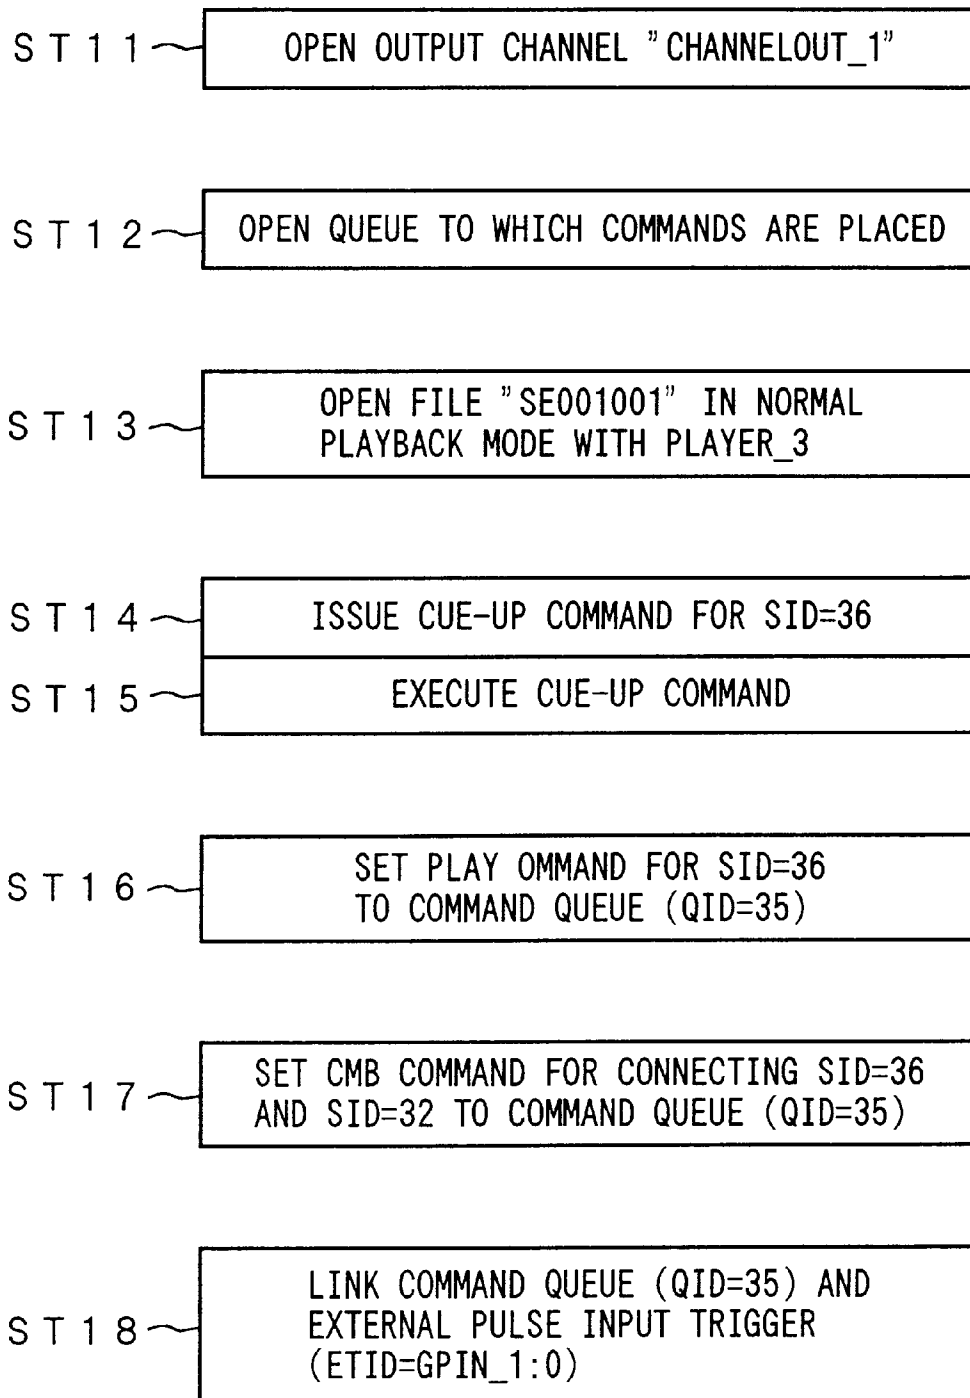 ST11 OPEN OUTPUT CHANNEL "CHANNELOUT_1"
ST12 OPEN QUEUE TO WHICH COMMANDS ARE PLACED
ST13 OPEN FILE "SE001001" IN NORMAL
PLAYBACK MODE WITH PLAYER_3
ST14 ISSUE CUE-UP COMMAND FOR SID=36
ST15 EXECUTE CUE-UP COMMAND
ST16 SET PLAY OMMAND FOR SID=36
TO COMMAND QUEUE (QID=35)
ST17 SET CMB COMMAND FOR CONNECTING SID=36
AND SID=32 TO COMMAND QUEUE (QID=35)
ST18 LINK COMMAND QUEUE (QID=35) AND
EXTERNAL PULSE INPUT TRIGGER
(ETID=GPIN_1:0)